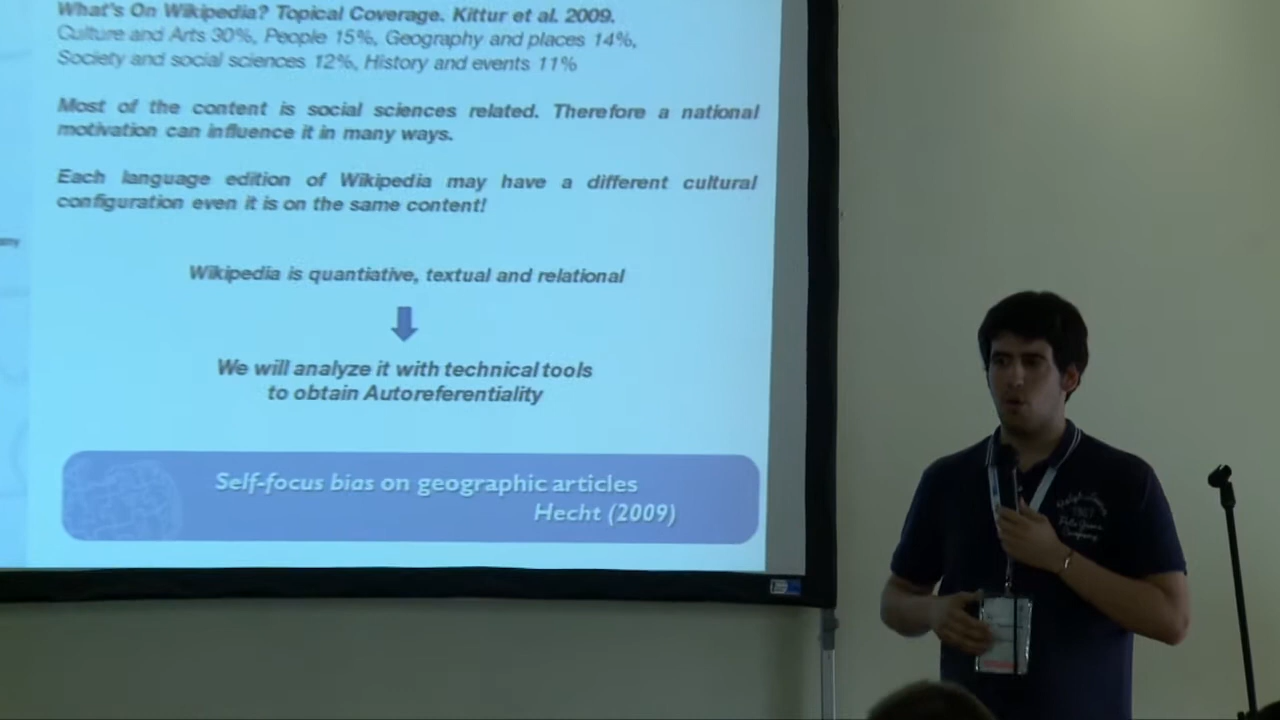 What's On Wikipedia? Topical Coverage. Kittur et al. 2009.
Culture and Arts 30%, People 15%, Geography and places 14%,
Society and social sciences 12%, History and events 11%
Most of the content is social sciences related. Therefore a national
motivation can influence it in many ways.
Each language edition of Wikipedia may have a different cultural
configuration even it is on the same content!
Wikipedia is quantiative, textual and relational
We will analyze it with technical tools
to obtain Autoreferentiality
Self-focus bias on geographic articles
Hecht (2009)